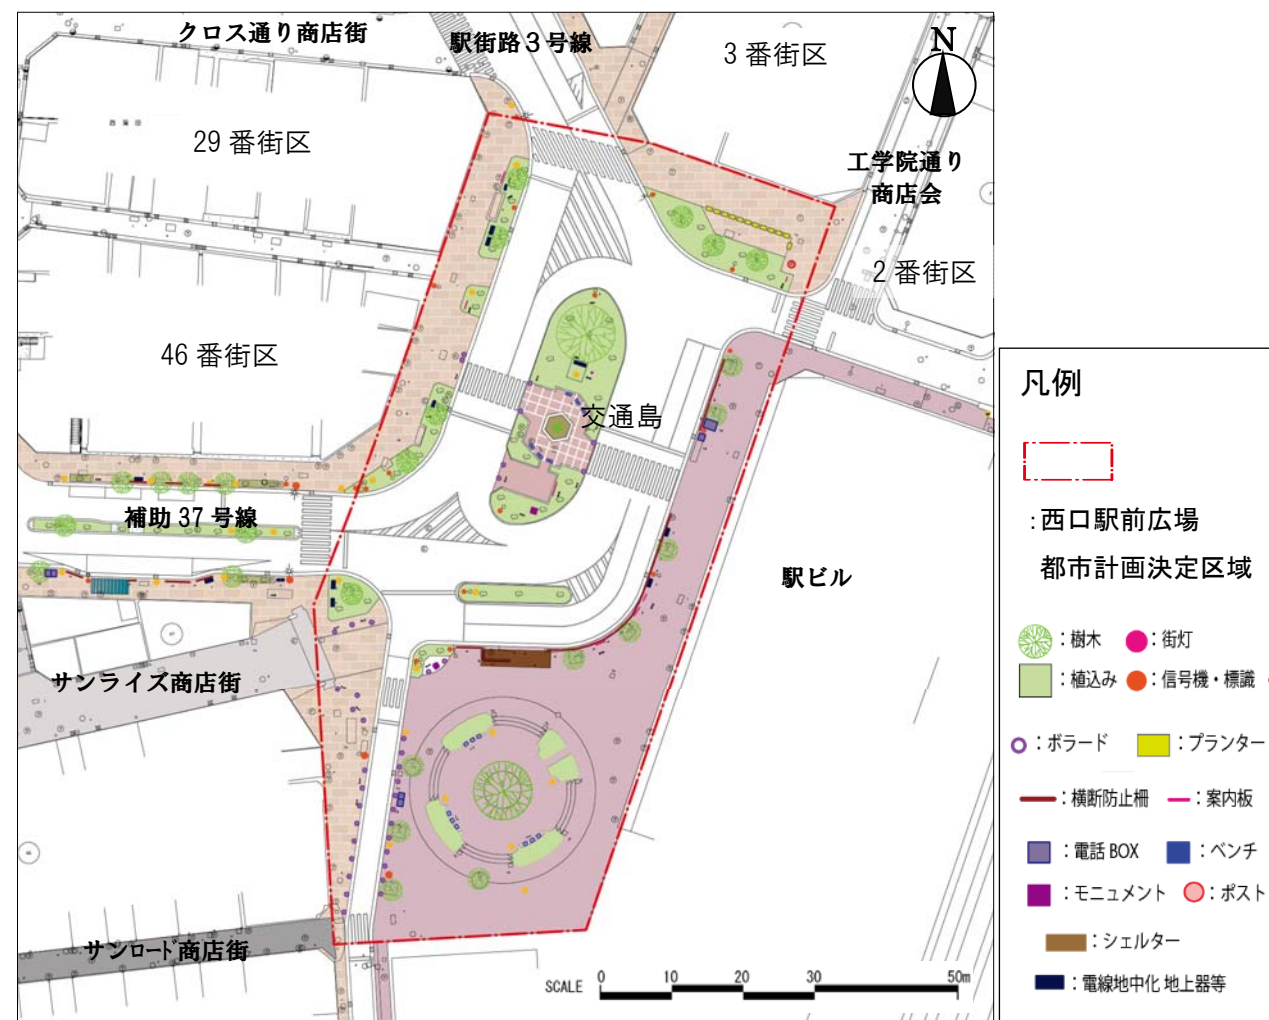 クロス通り商店街
駅街路３号線
3 番街区
N
29 番街区
工学院通り
商店会
2 番街区
46 番街区
交通島
補助 37 号線
駅ビル
サンライズ商店街
サンロード商店街
SCALE 0 10 20 30 50m
凡例
：西口駅前広場
都市計画決定区域
：樹木 ：街灯
：植込み ：信号機・標識
：ボラード ：プランター
：横断防止柵 ：案内板
：電話 BOX ：ベンチ
：モニュメント ：ポスト
：シェルター
：電線地中化 地上器等